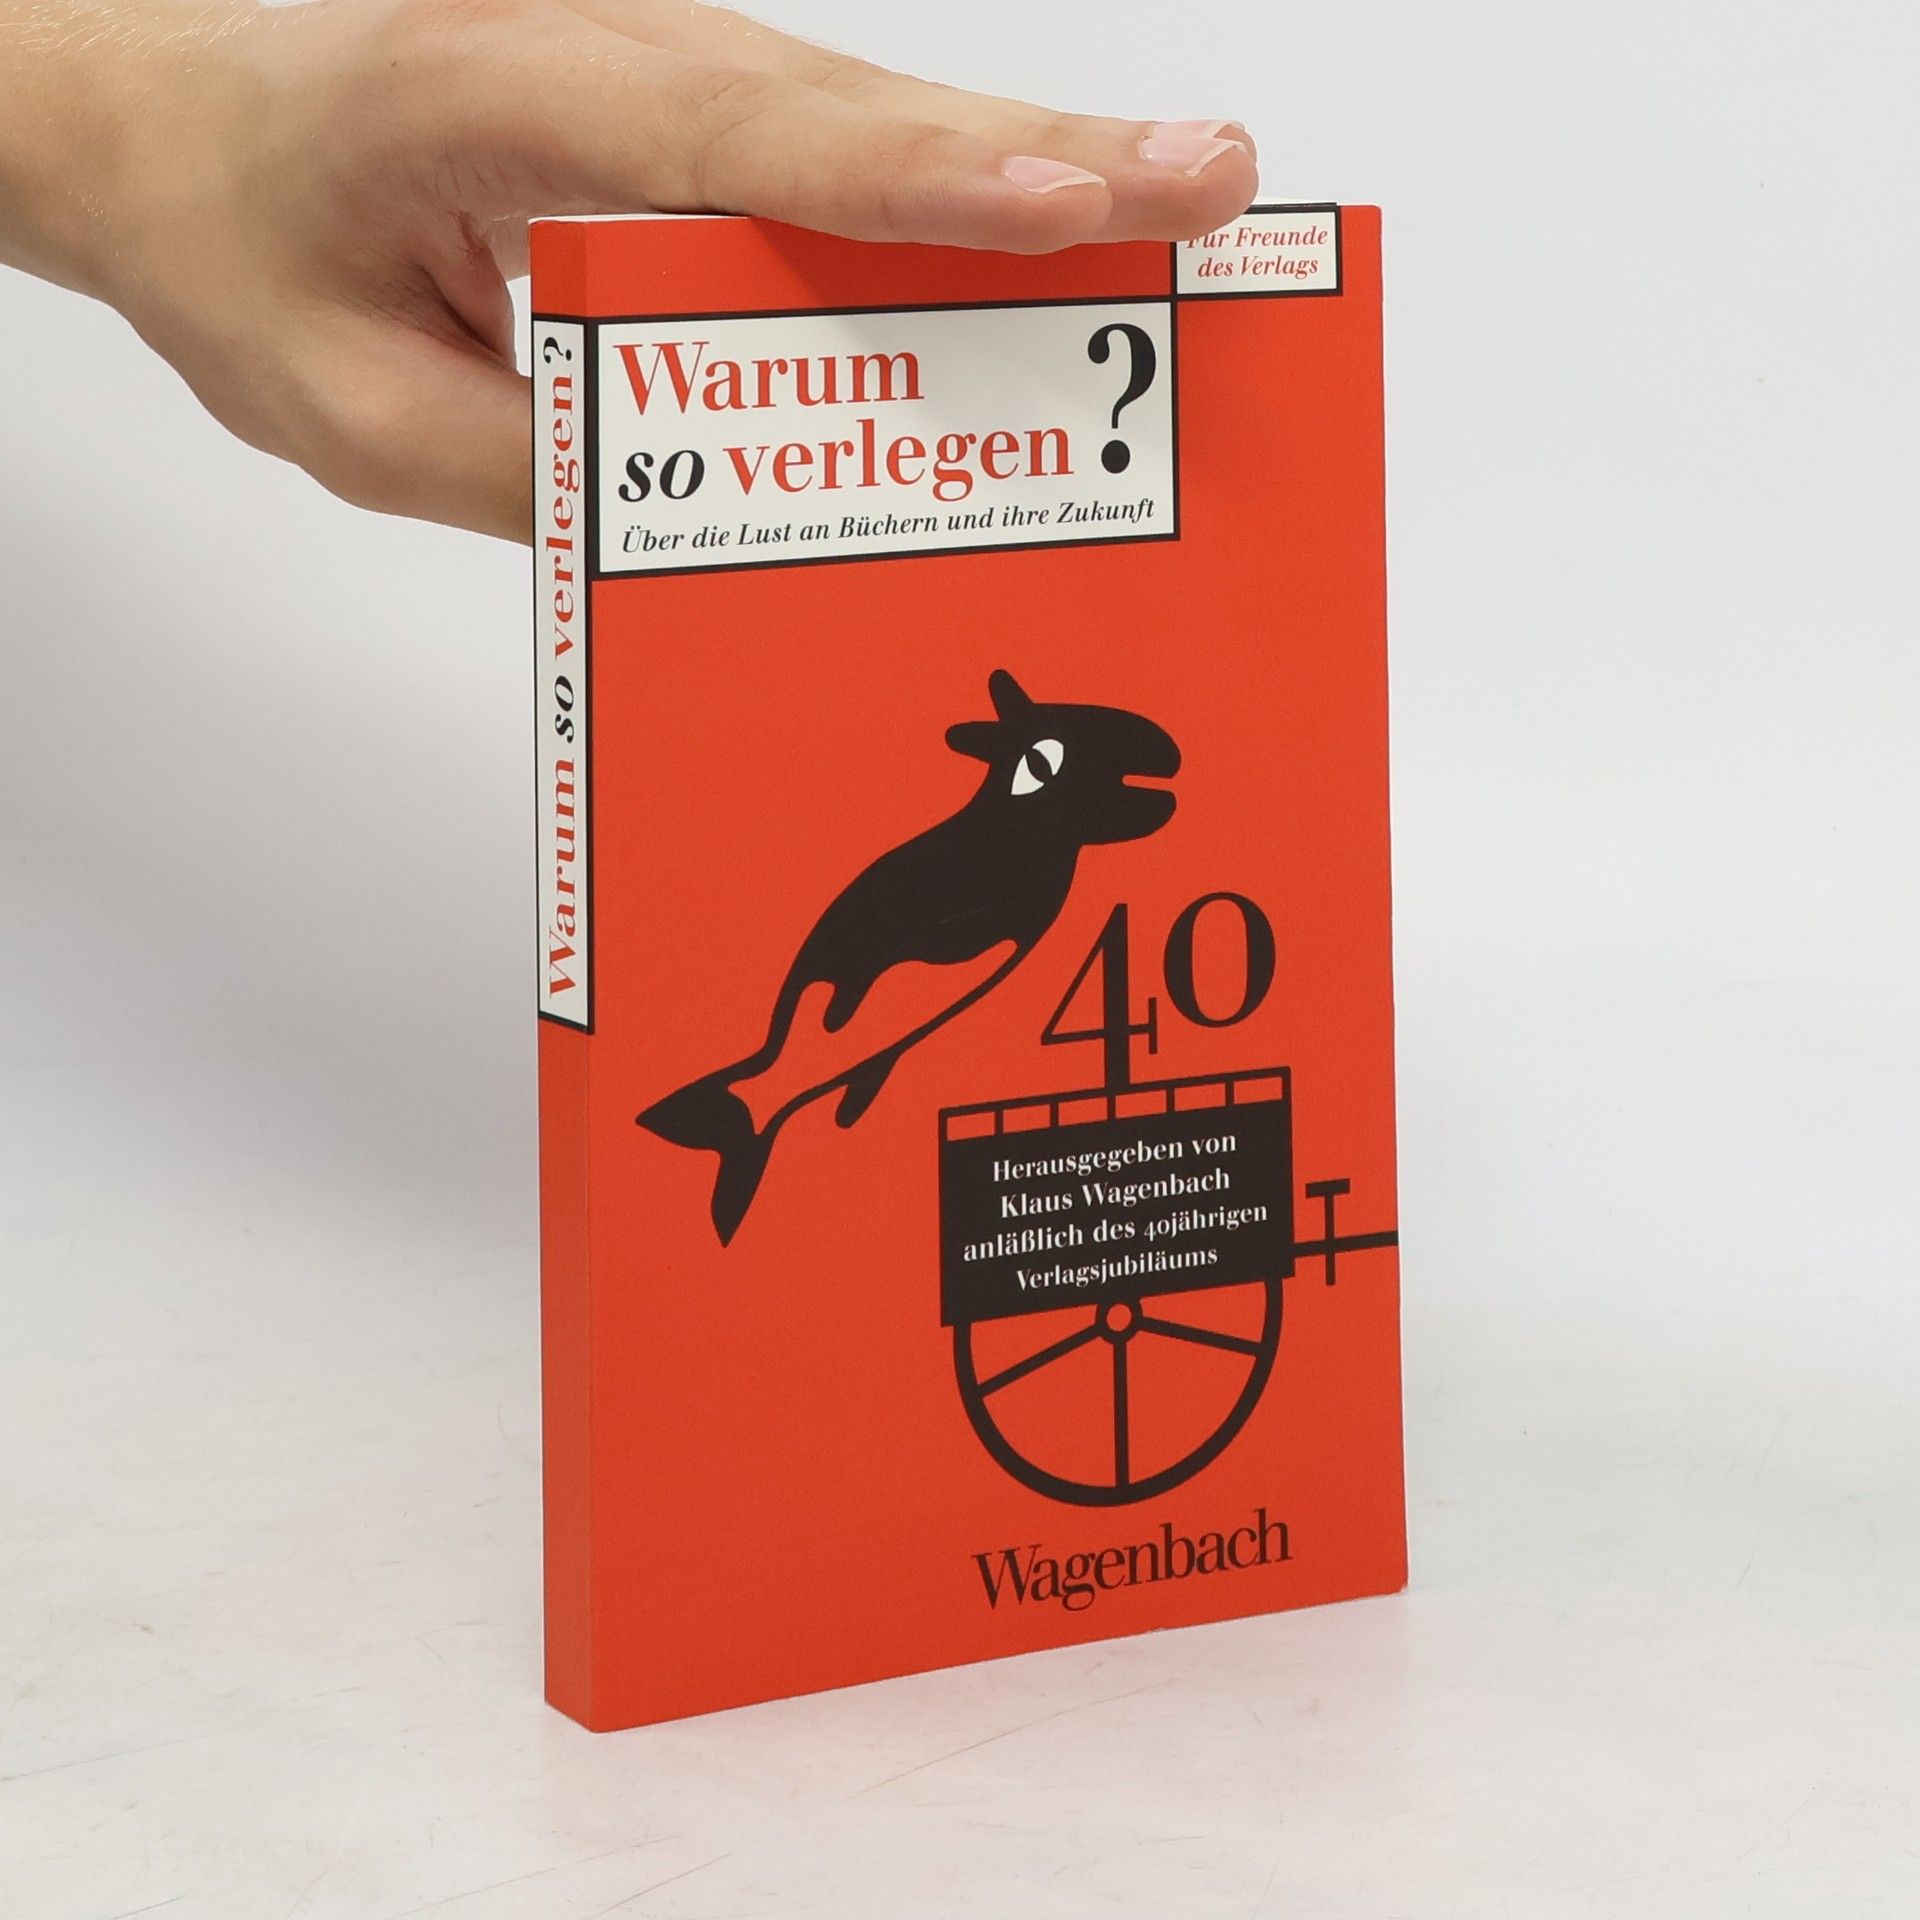 Für Freunde
des Verlags
Warum
so verlegen?
Über die Lust an Büchern und ihre Zukunft
Warum so verlegen?
40
Herausgegeben von
Klaus Wagenbach
anläßlich des 40jährigen
Verlagsjubiläums
Wagenbach